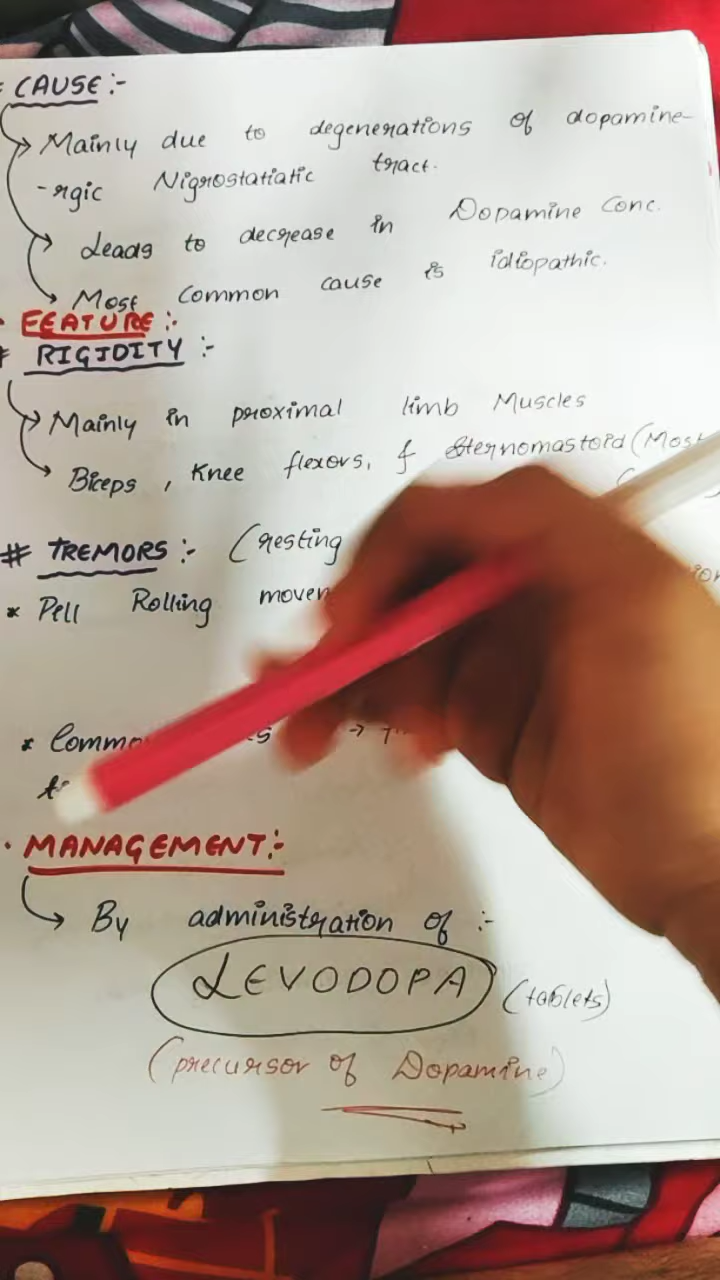 CAUSE :-
Mainly due to degenerations of dopamine-
-rgic Nigrostatiatic tract.
Leads to decrease in Dopamine Conc.
Most Common cause is idiopathic.
FEATURE :-
# RIGIDITY :-
Mainly in proximal limb Muscles
Biceps, Knee flexors, & Sternomastoid (Most
# TREMORS :- (resting
* Pill Rolling
*
MANAGEMENT:-
By administration of :-
LEVODOPA (tablets)
(precursor of Dopamine)